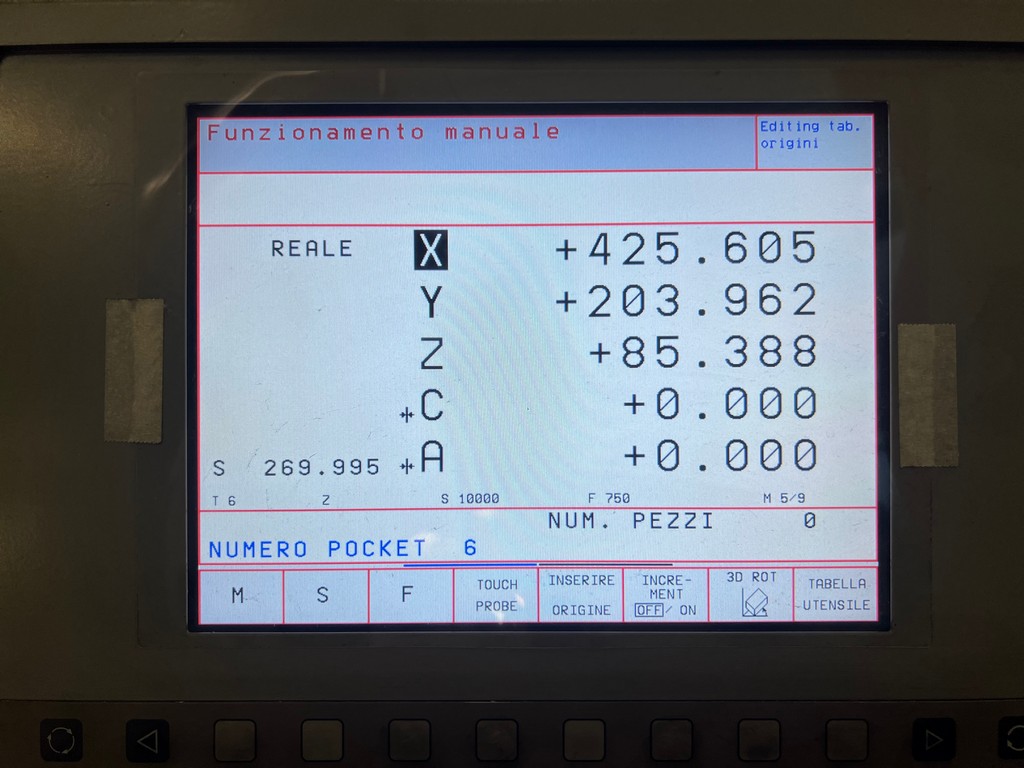 Funzionamento manuale
Editing tab.
origini
REALE X +425.605
Y +203.962
Z +85.388
C +0.000
S 269.995 A +0.000
T 6 Z S 10000 F 750 M 5/9
NUM. PEZZI 0
NUMERO POCKET 6
M
S
F
TOUCH
PROBE
INSERIRE
ORIGINE
INCRE-
MENT
OFF/ ON
3D ROT
TABELLA
UTENSILE